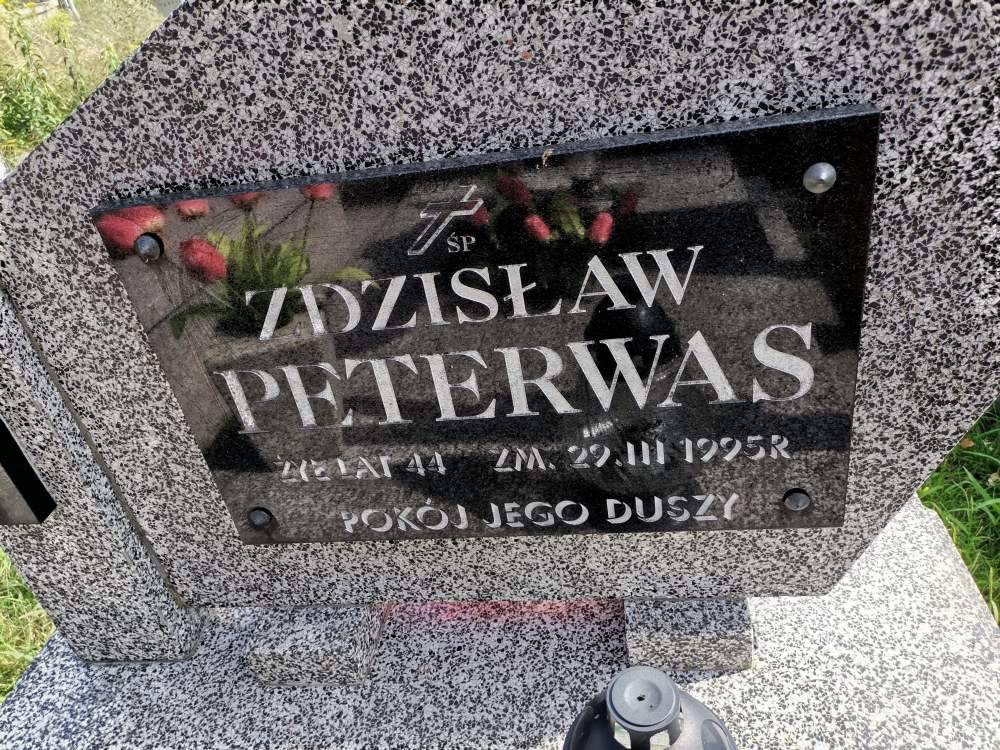 ŚP
ZDZISŁAW
PETERWAS
ŻYŁ LAT 44 ZM. 29.III 1995R
POKÓJ JEGO DUSZY